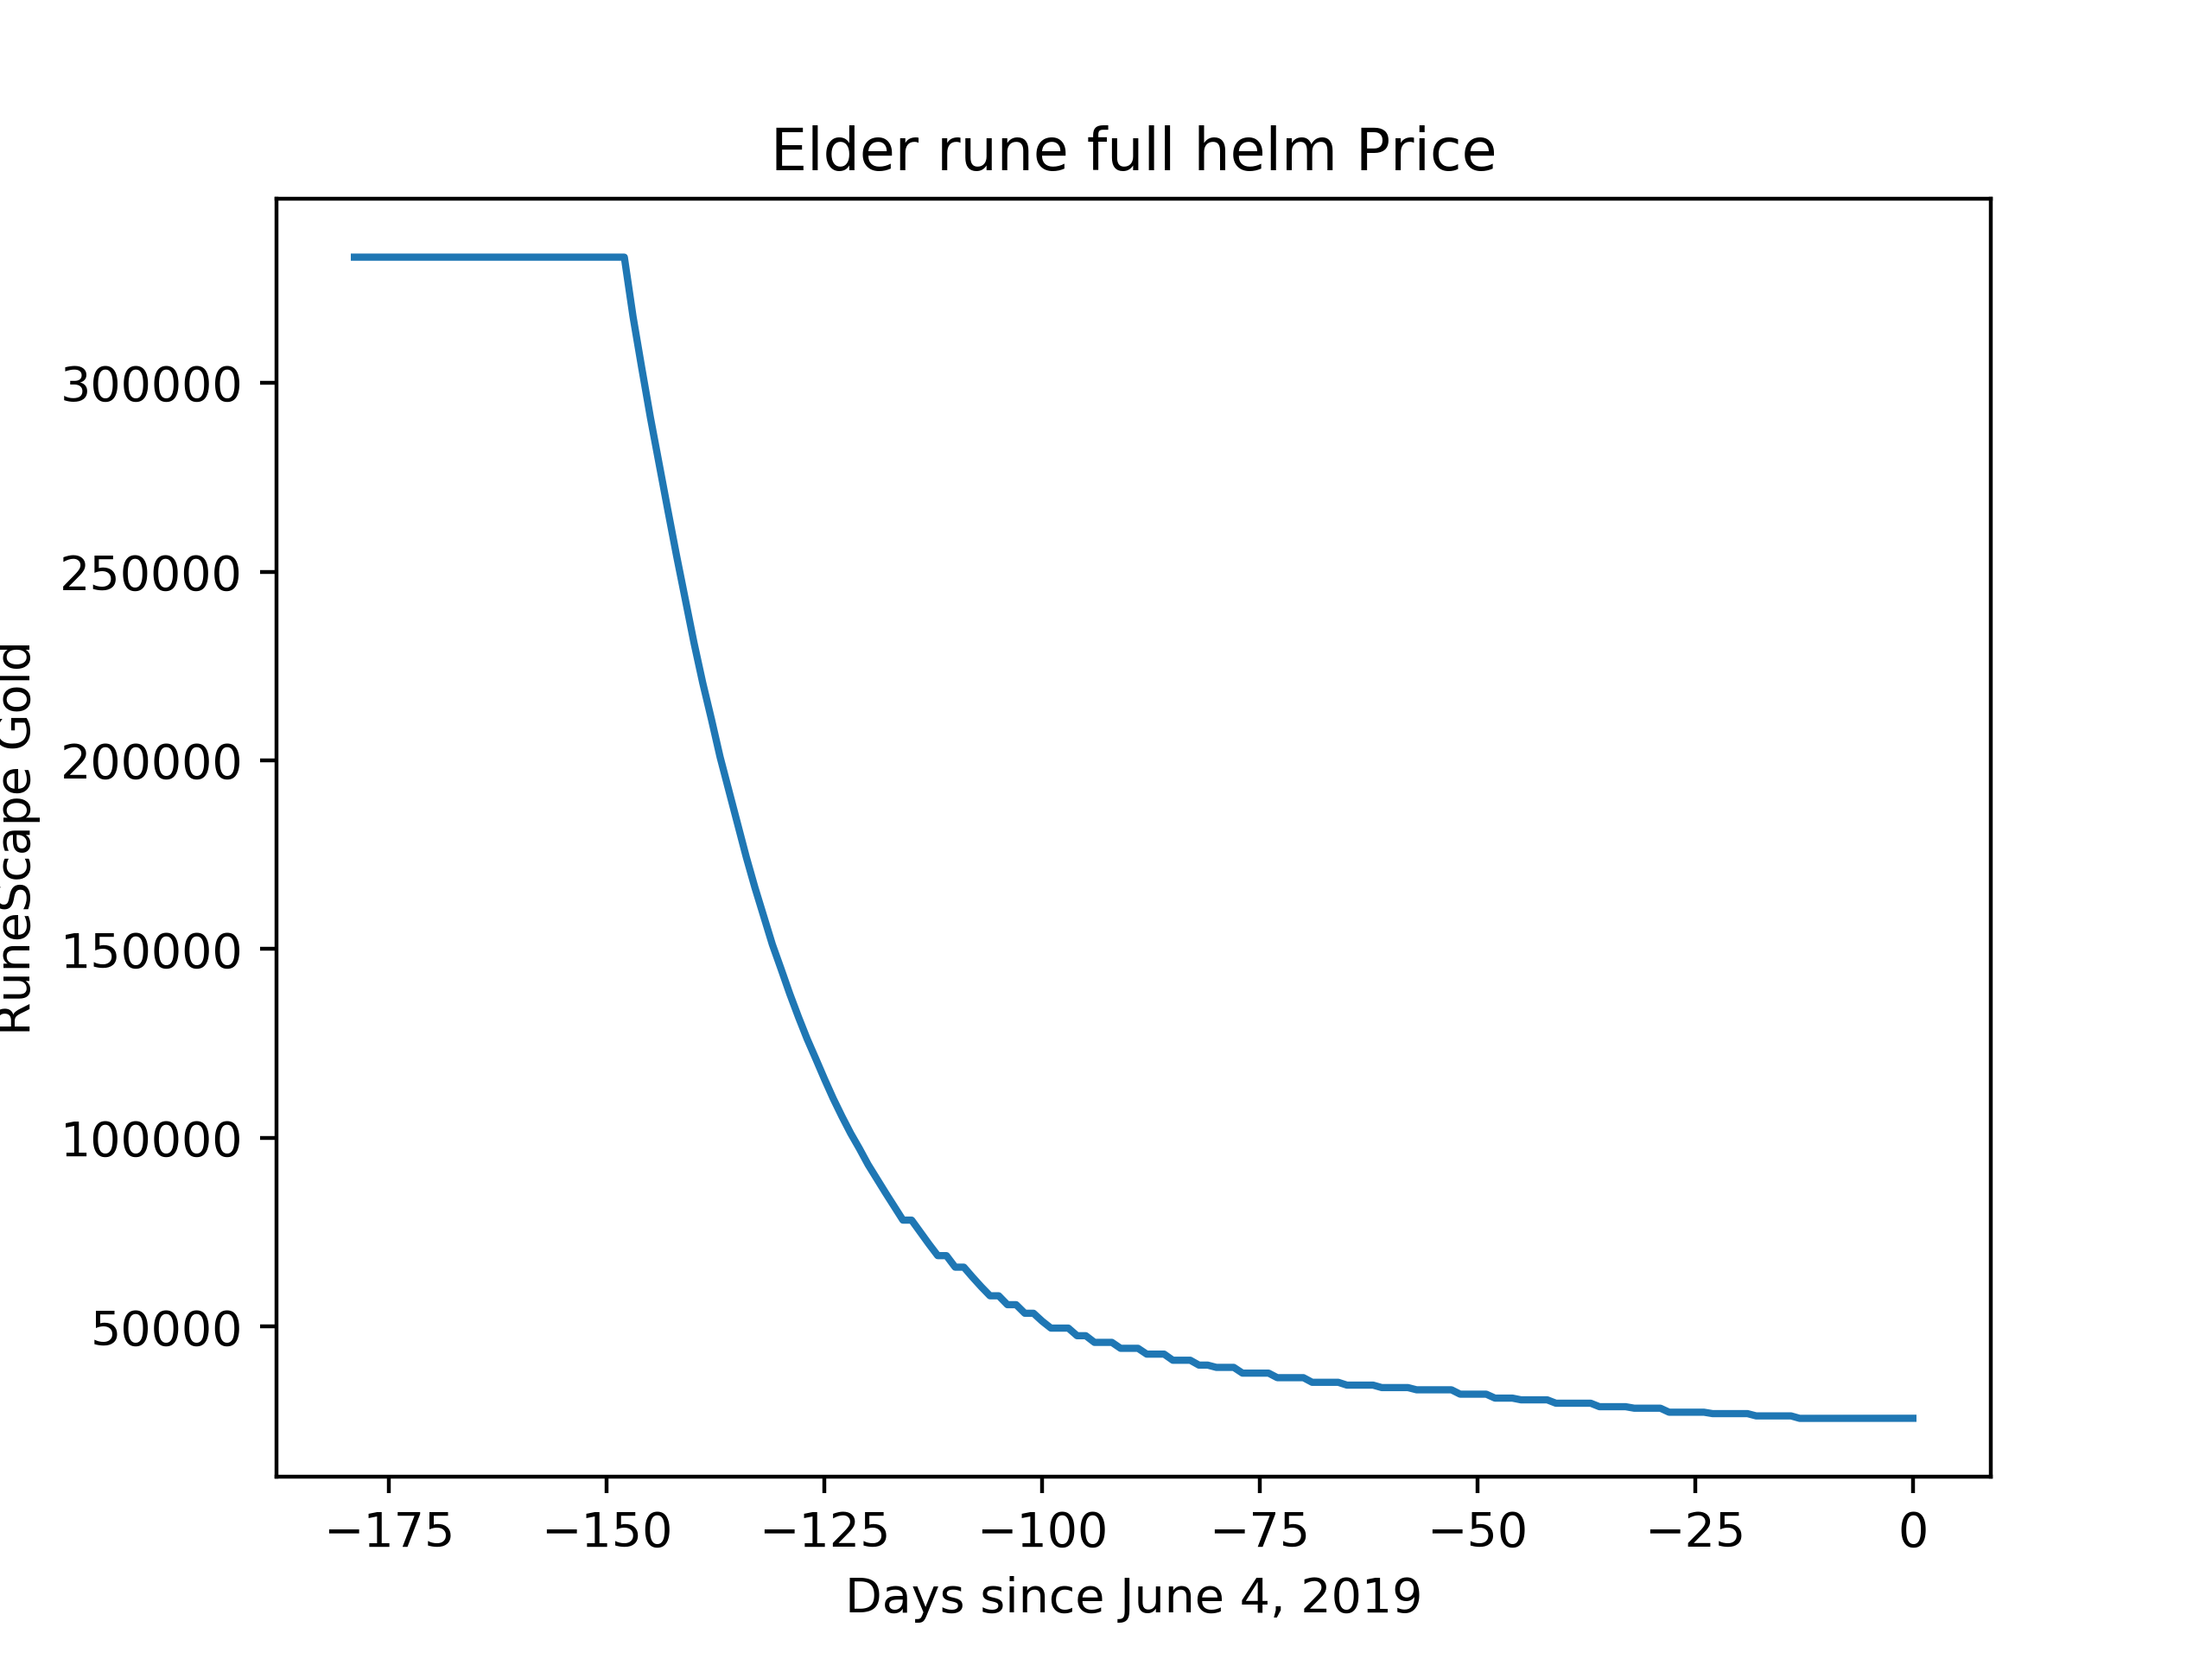 Elder rune full helm Price
300000
250000
200000
150000
100000
50000
RuneScape Gold
−175 −150 −125 −100 −75 −50 −25 0
Days since June 4, 2019